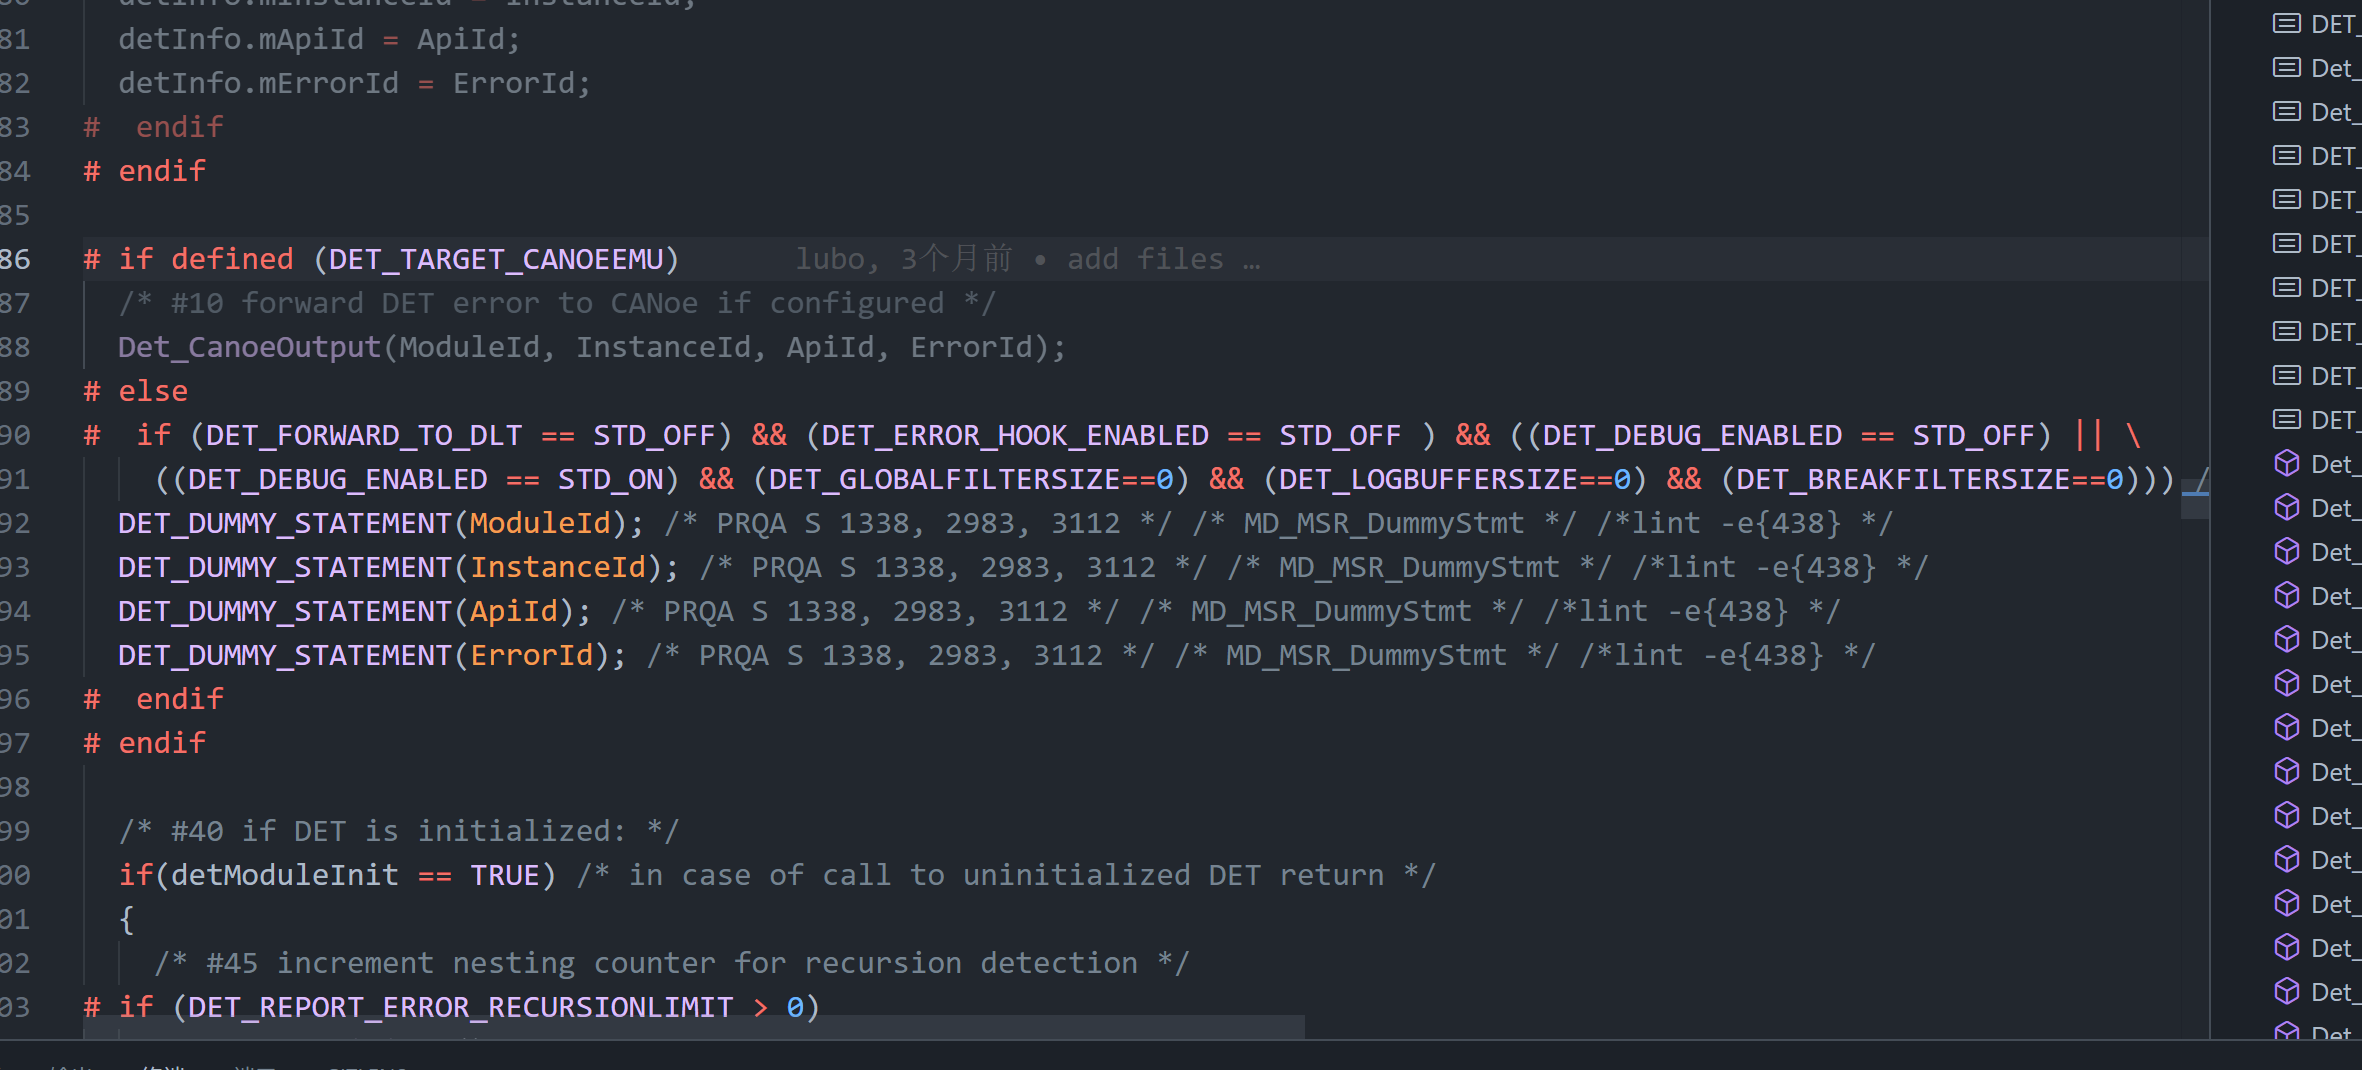 detInfo.mInstanceId = InstanceId;
81 detInfo.mApiId = ApiId;
82 detInfo.mErrorId = ErrorId;
83 #  endif
84 # endif
85
86 # if defined (DET_TARGET_CANOEEMU) lubo, 3个月前 • add files …
87 /* #10 forward DET error to CANoe if configured */
88 Det_CanoeOutput(ModuleId, InstanceId, ApiId, ErrorId);
89 # else
90 #  if (DET_FORWARD_TO_DLT == STD_OFF) && (DET_ERROR_HOOK_ENABLED == STD_OFF ) && ((DET_DEBUG_ENABLED == STD_OFF) || \
91 ((DET_DEBUG_ENABLED == STD_ON) && (DET_GLOBALFILTERSIZE==0) && (DET_LOGBUFFERSIZE==0) && (DET_BREAKFILTERSIZE==0))) /
92 DET_DUMMY_STATEMENT(ModuleId); /* PRQA S 1338, 2983, 3112 */ /* MD_MSR_DummyStmt */ /*lint -e{438} */
93 DET_DUMMY_STATEMENT(InstanceId); /* PRQA S 1338, 2983, 3112 */ /* MD_MSR_DummyStmt */ /*lint -e{438} */
94 DET_DUMMY_STATEMENT(ApiId); /* PRQA S 1338, 2983, 3112 */ /* MD_MSR_DummyStmt */ /*lint -e{438} */
95 DET_DUMMY_STATEMENT(ErrorId); /* PRQA S 1338, 2983, 3112 */ /* MD_MSR_DummyStmt */ /*lint -e{438} */
96 #  endif
97 # endif
98
99 /* #40 if DET is initialized: */
00 if(detModuleInit == TRUE) /* in case of call to uninitialized DET return */
01 {
02 /* #45 increment nesting counter for recursion detection */
03 # if (DET_REPORT_ERROR_RECURSIONLIMIT > 0)
DET_
Det_
Det_
DET_
DET_
DET_
DET_
DET_
DET_
DET_
Det_
Det_
Det_
Det_
Det_
Det_
Det_
Det_
Det_
Det_
Det_
Det_
Det_
Det_